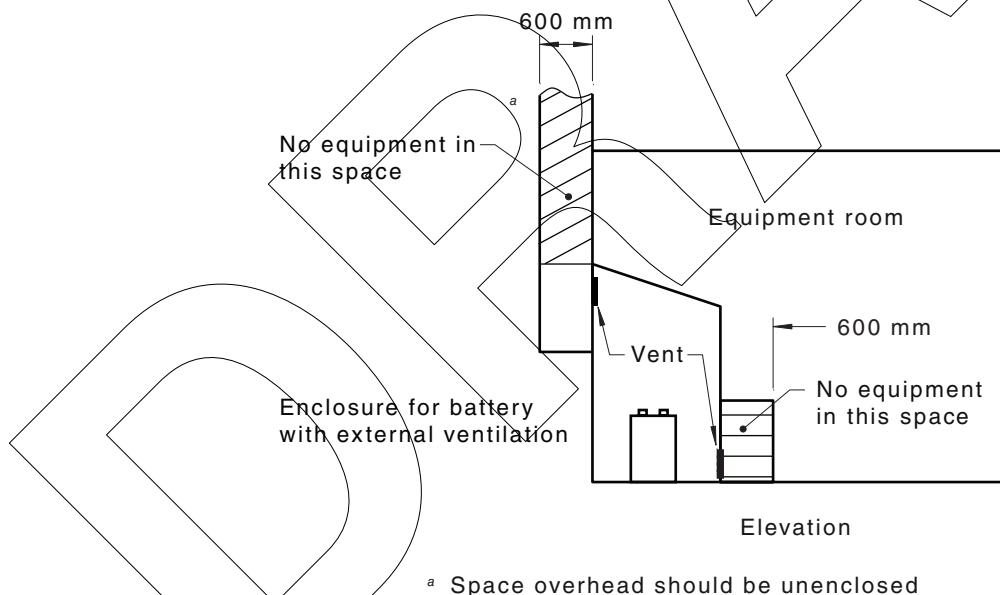 600 mm
a
No equipment in
this space
Equipment room
600 mm
Vent
No equipment
in this space
Enclosure for battery
with external ventilation
Elevation
a Space overhead should be unenclosed